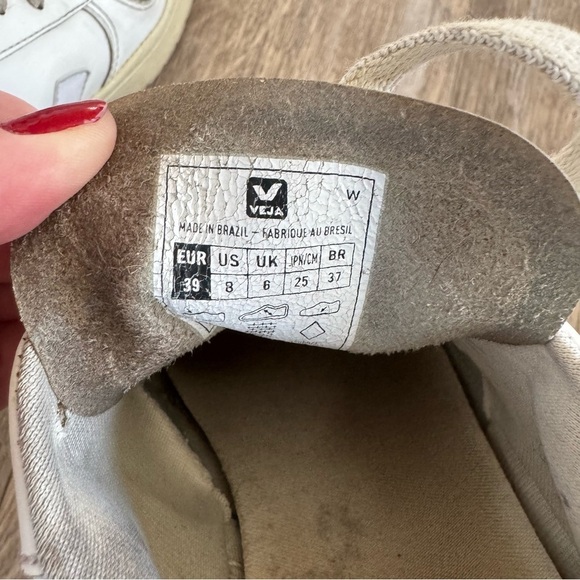 W
VEJA
MADE IN BRAZIL – FABRIQUE AU BRESIL
EUR US UK JPN/CM BR
39 8 6 25 37